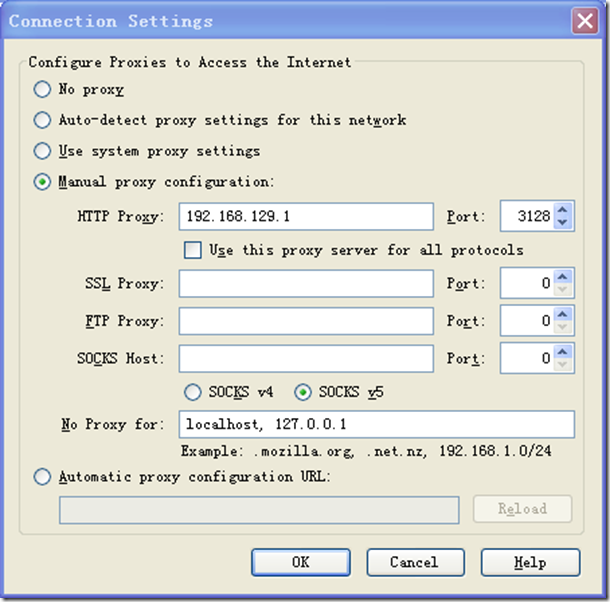 Connection Settings
Configure Proxies to Access the Internet
No proxy
Auto-detect proxy settings for this network
Use system proxy settings
Manual proxy configuration:
HTTP Proxy: 192.168.129.1 Port: 3128
Use this proxy server for all protocols
SSL Proxy: Port: 0
FTP Proxy: Port: 0
SOCKS Host: Port: 0
SOCKS v4 SOCKS v5
No Proxy for: localhost, 127.0.0.1
Example: .mozilla.org, .net.nz, 192.168.1.0/24
Automatic proxy configuration URL:
Reload
OK Cancel Help